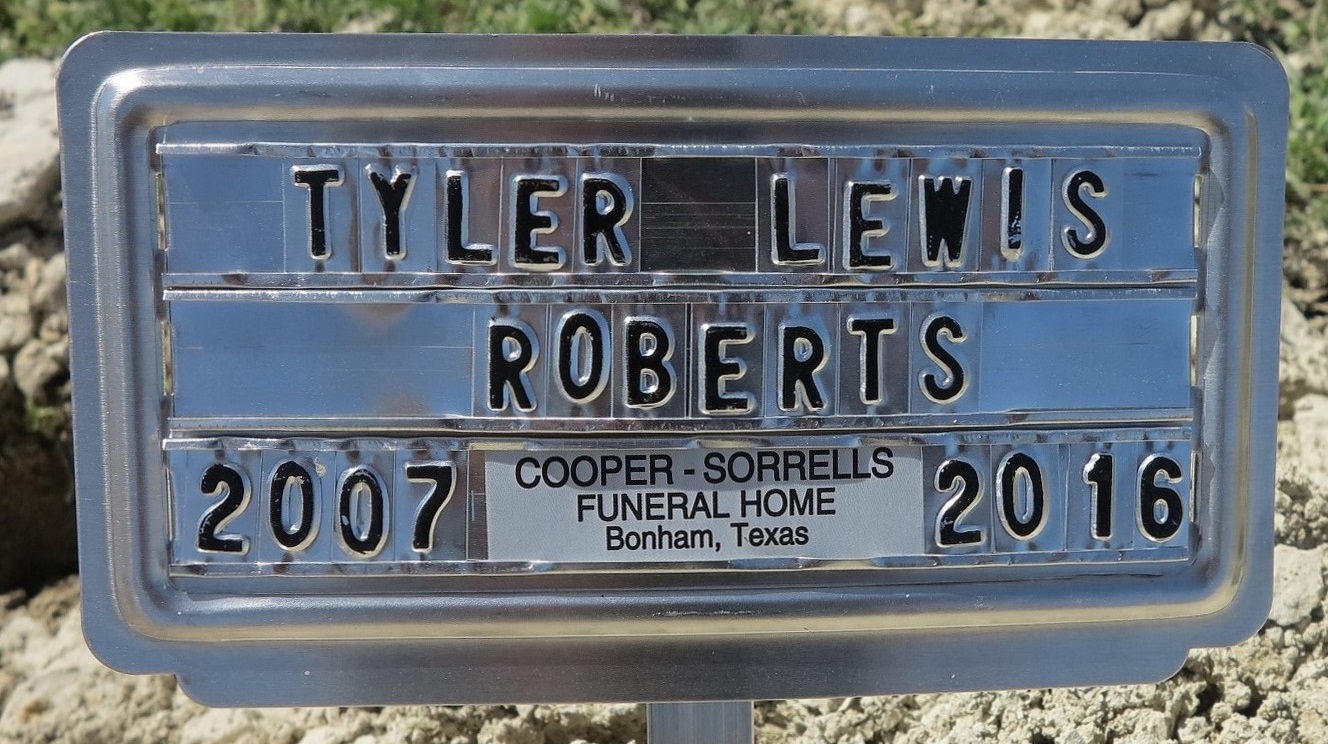 TYLER LEWIS
ROBERTS
2007 COOPER - SORRELLS 2016
FUNERAL HOME
Bonham, Texas